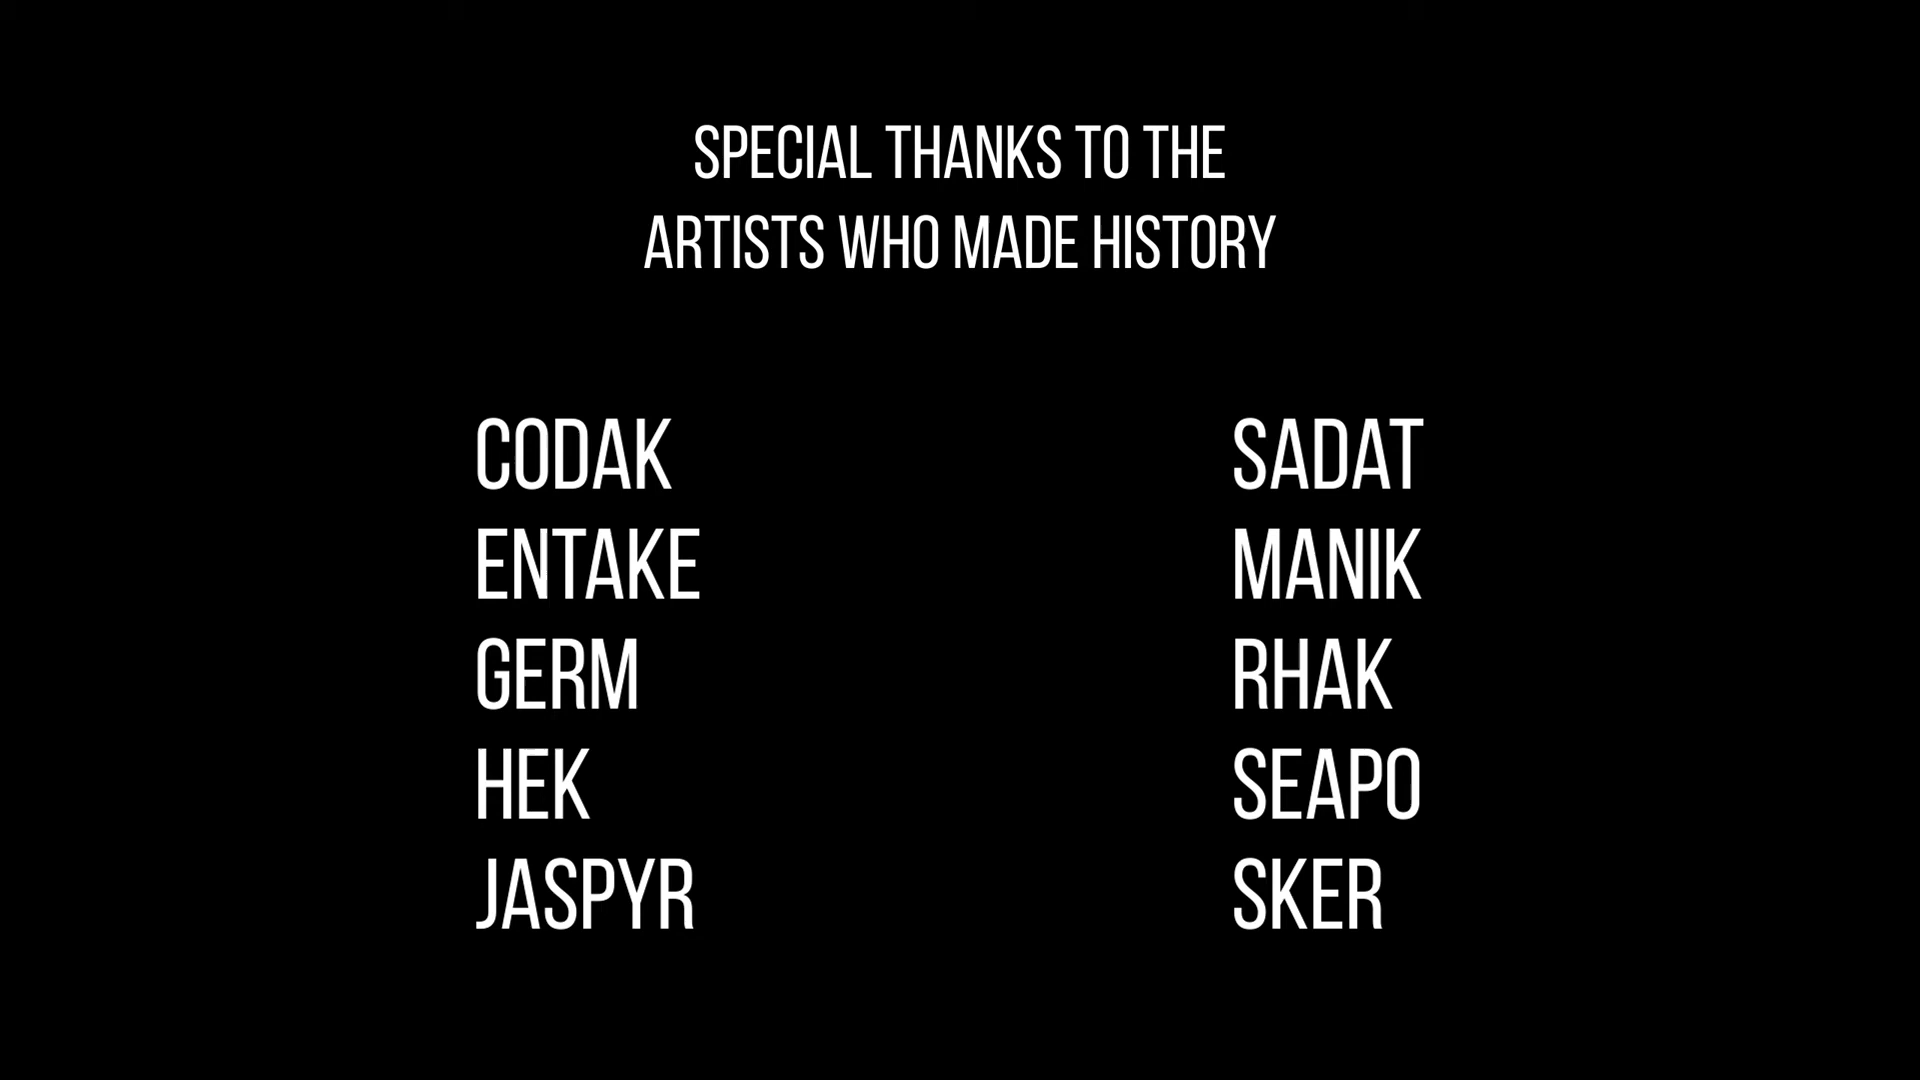 SPECIAL THANKS TO THE
ARTISTS WHO MADE HISTORY
CODAK
ENTAKE
GERM
HEK
JASPYR
SADAT
MANIK
RHAK
SEAPO
SKER